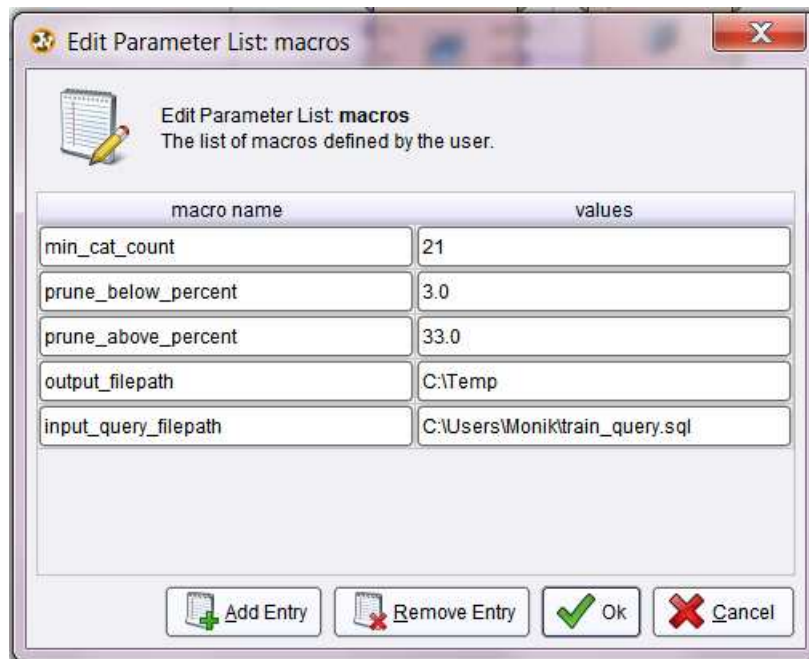 Edit Parameter List: macros
Edit Parameter List: macros
The list of macros defined by the user.
macro name values
min_cat_count 21
prune_below_percent 3.0
prune_above_percent 33.0
output_filepath C:\Temp
input_query_filepath C:\Users\Monik\train_query.sql
Add Entry Remove Entry Ok Cancel